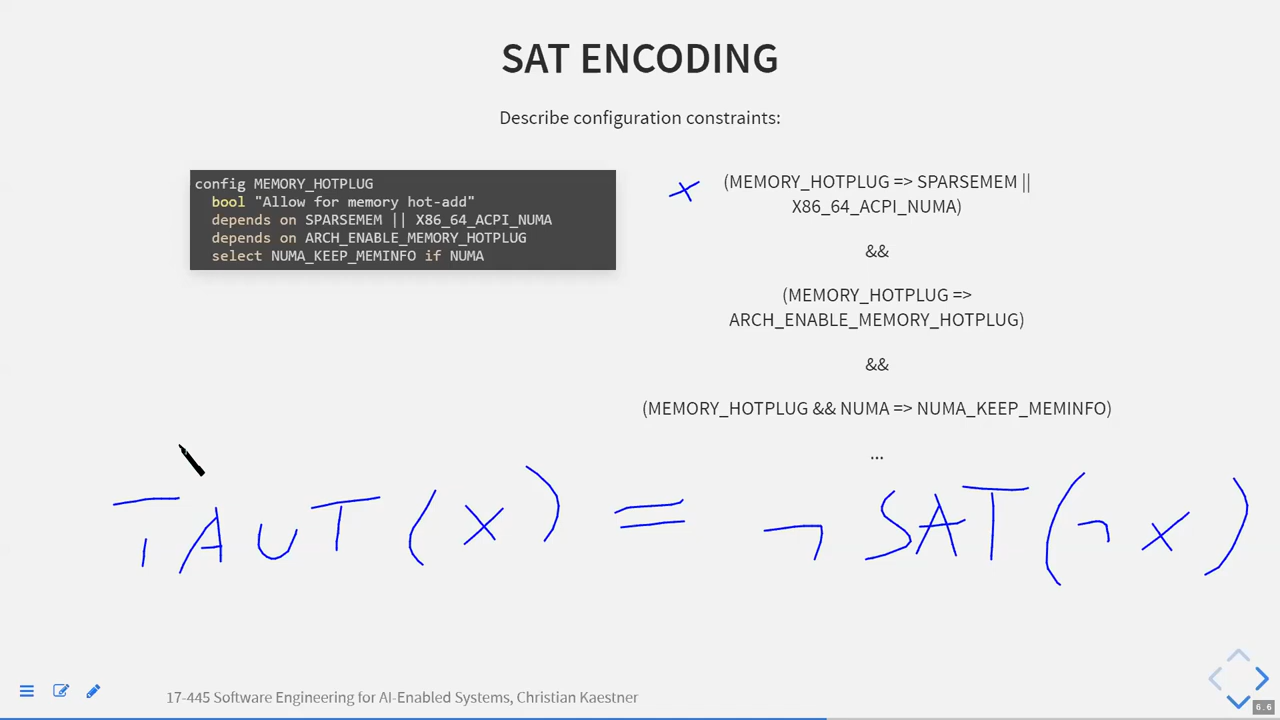 SAT ENCODING
Describe configuration constraints:
config MEMORY_HOTPLUG
bool "Allow for memory hot-add"
depends on SPARSEMEM || X86_64_ACPI_NUMA
depends on ARCH_ENABLE_MEMORY_HOTPLUG
select NUMA_KEEP_MEMINFO if NUMA
x
(MEMORY_HOTPLUG => SPARSEMEM ||
X86_64_ACPI_NUMA)
&&
(MEMORY_HOTPLUG =>
ARCH_ENABLE_MEMORY_HOTPLUG)
&&
(MEMORY_HOTPLUG && NUMA => NUMA_KEEP_MEMINFO)
...
TAUT(x) = ¬SAT(¬x)
17-445 Software Engineering for AI-Enabled Systems, Christian Kaestner
6.6